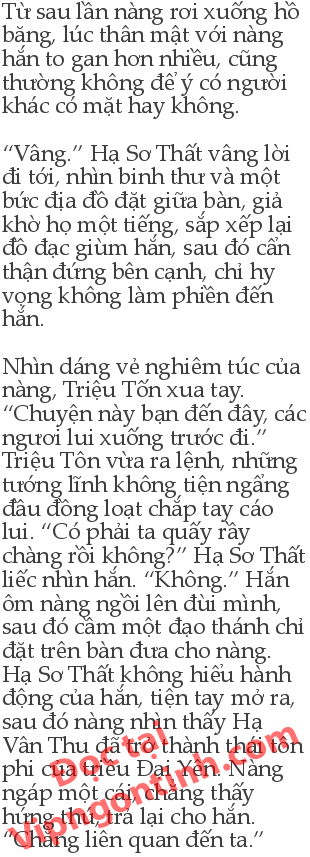 Từ sau lần nàng rơi xuống hồ
băng, lúc thân mật với nàng
hắn to gan hơn nhiều, cũng
thường không để ý có người
khác có mặt hay không.
“Vâng.” Hạ Sơ Thất vâng lời
đi tới, nhìn binh thư và một
bức địa đồ đặt giữa bàn, giả
khờ họ một tiếng, sắp xếp lại
đồ đạc giùm hắn, sau đó cẩn
thận đứng bên cạnh, chỉ hy
vọng không làm phiền đến
hắn.
Nhìn dáng vẻ nghiêm túc của
nàng, Triệu Tốn xua tay.
“Chuyện này bạn đến đây, các
ngươi lui xuống trước đi.”
Triệu Tôn vừa ra lệnh, những
tướng lĩnh không tiện ngẩng
đầu đồng loạt chắp tay cáo
lui. “Có phải ta quấy rầy
chàng rồi không?” Hạ Sơ Thất
liếc nhìn hắn. “Không.” Hắn
ôm nàng ngồi lên đùi mình,
sau đó cầm một đạo thánh chỉ
đặt trên bàn đưa cho nàng.
Hạ Sơ Thất không hiểu hành
động của hắn, tiện tay mở ra,
sau đó nàng nhìn thấy Hạ
Vân Thu đã trở thành thái tôn
phi của triều Đại Yến. Nàng
ngáp một cái, chẳng thấy
hứng thú, trả lại cho hắn.
“Chẳng liên quan đến ta.”
Đọc tại
Vipngontinh.com